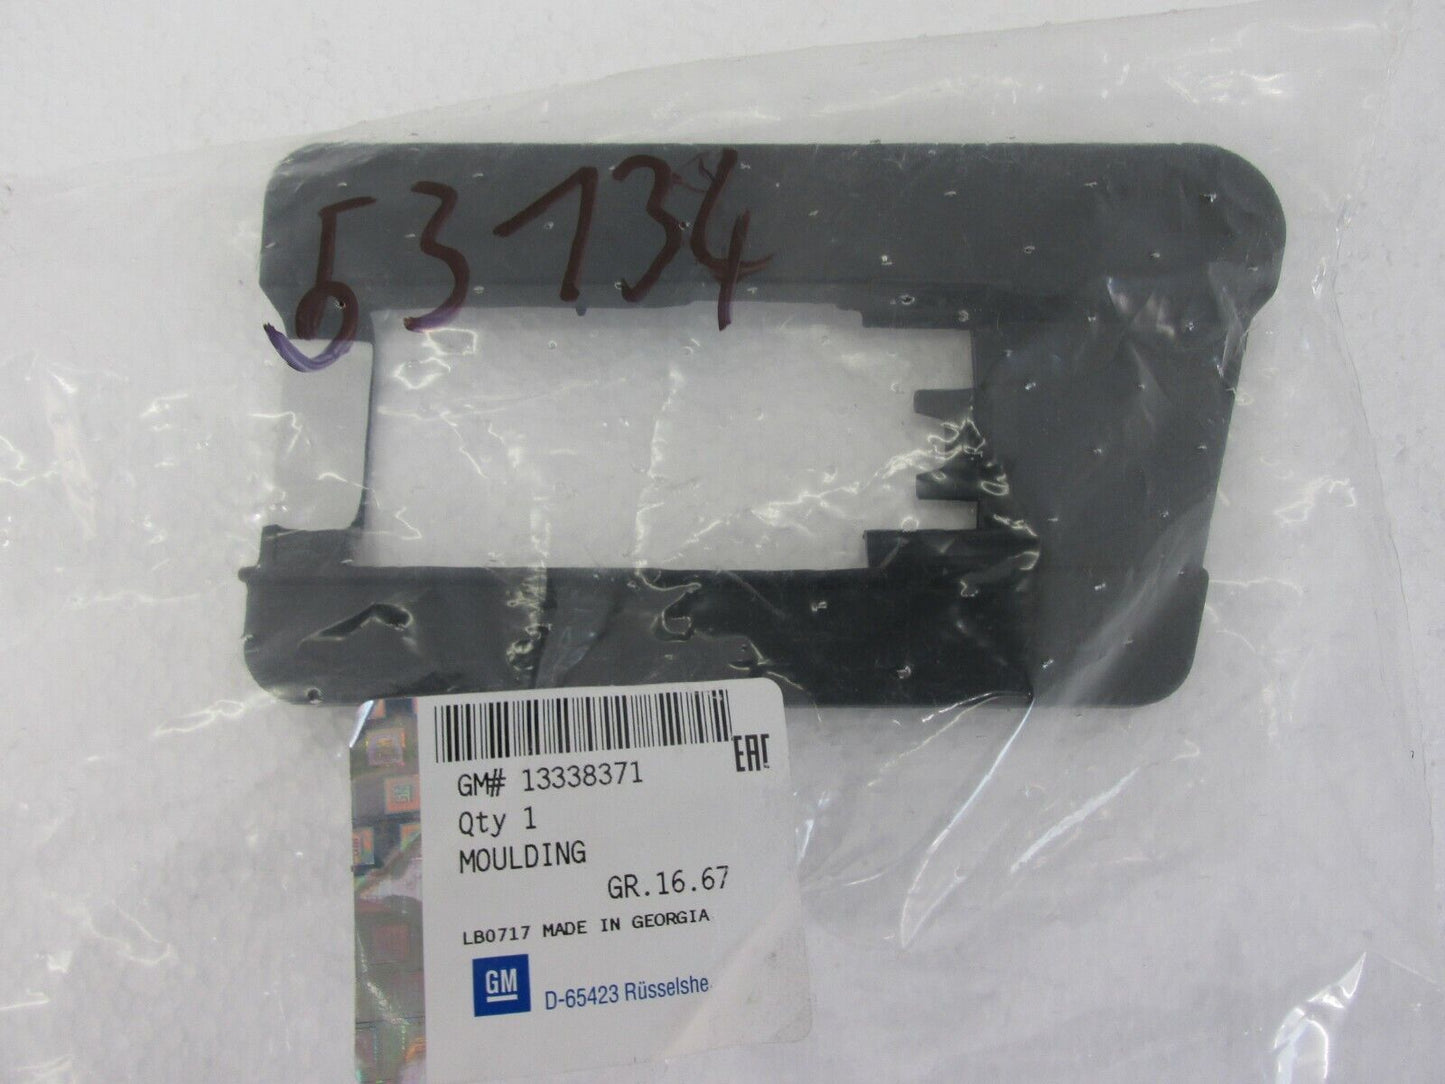 53134
EAC
GM# 13338371
Qty 1
MOULDING
GR.16.67
LB0717 MADE IN GEORGIA
GM
D-65423 Rüsselshe